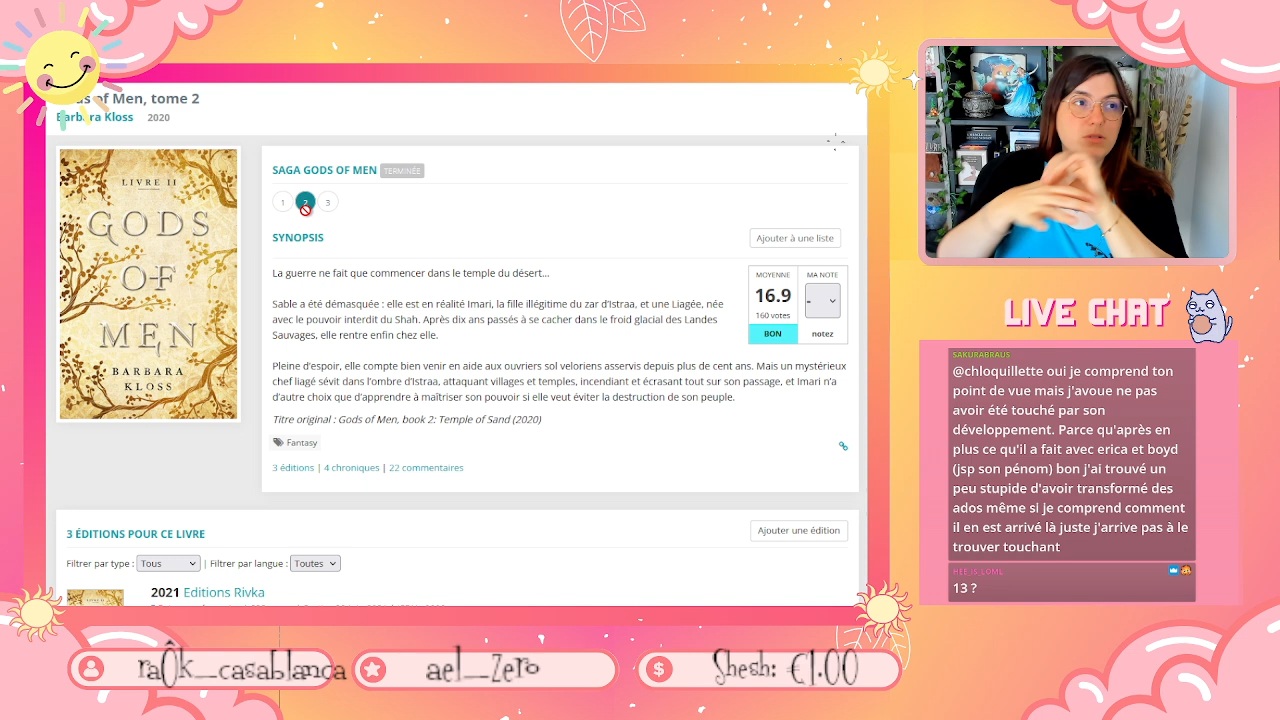 ds of Men, tome 2
Barbara Kloss 2020
LIVRE II
GODS
OF
MEN
BARBARA
KLOSS
SAGA GODS OF MEN TERMINÉE
1 2 3
SYNOPSIS
Ajouter à une liste
La guerre ne fait que commencer dans le temple du désert...
Sable a été démasquée : elle est en réalité Imari, la fille illégitime du zar d'Istraa, et une Liagée, née
avec le pouvoir interdit du Shah. Après dix ans passés à se cacher dans le froid glacial des Landes
Sauvages, elle rentre enfin chez elle.
MOYENNE MA NOTE
16.9 -
160 votes
BON notez
Pleine d'espoir, elle compte bien venir en aide aux ouvriers sol veloriens asservis depuis plus de cent ans. Mais un mystérieux
chef liagé sévit dans l'ombre d'Istraa, attaquant villages et temples, incendiant et écrasant tout sur son passage, et Imari n'a
d'autre choix que d'apprendre à maîtriser son pouvoir si elle veut éviter la destruction de son peuple.
Titre original : Gods of Men, book 2: Temple of Sand (2020)
Fantasy
3 éditions | 4 chroniques | 22 commentaires
3 ÉDITIONS POUR CE LIVRE
Ajouter une édition
Filtrer par type : Tous | Filtrer par langue : Toutes
2021 Editions Rivka
LIVE CHAT
SAKURABRAUS
@chloquillette oui je comprend ton
point de vue mais j'avoue ne pas
avoir été touché par son
développement. Parce qu'après en
plus ce qu'il a fait avec erica et boyd
(jsp son pénom) bon j'ai trouvé un
peu stupide d'avoir transformé des
ados même si je comprend comment
il en est arrivé là juste j'arrive pas à le
trouver touchant
HEE_IS_LOML
13 ?
ra0k_casablanca
ael_Zero
Shesh: €1.00